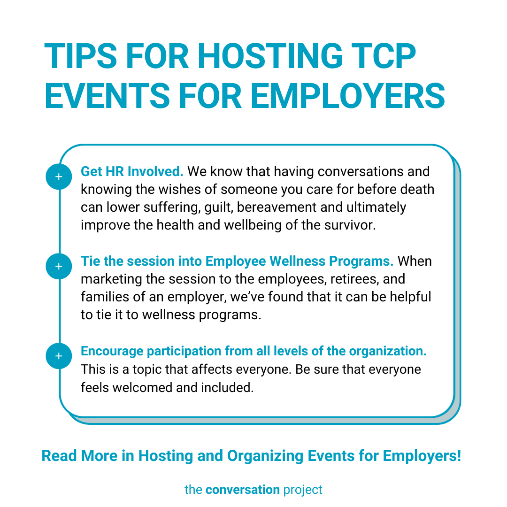 TIPS FOR HOSTING TCP
EVENTS FOR EMPLOYERS
+
Get HR Involved. We know that having conversations and
knowing the wishes of someone you care for before death
can lower suffering, guilt, bereavement and ultimately
improve the health and wellbeing of the survivor.
+
Tie the session into Employee Wellness Programs. When
marketing the session to the employees, retirees, and
families of an employer, we've found that it can be helpful
to tie it to wellness programs.
+
Encourage participation from all levels of the organization.
This is a topic that affects everyone. Be sure that everyone
feels welcomed and included.
Read More in Hosting and Organizing Events for Employers!
the conversation project